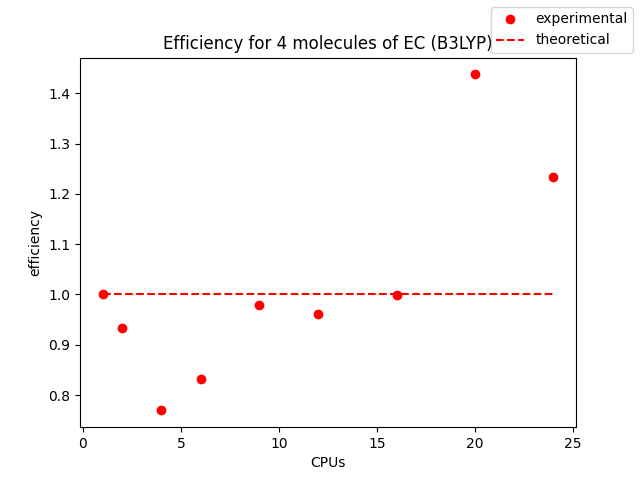 experimental
theoretical
Efficiency for 4 molecules of EC (B3LYP)
1.4
1.3
1.2
1.1
1.0
0.9
0.8
efficiency
0 5 10 15 20 25
CPUs